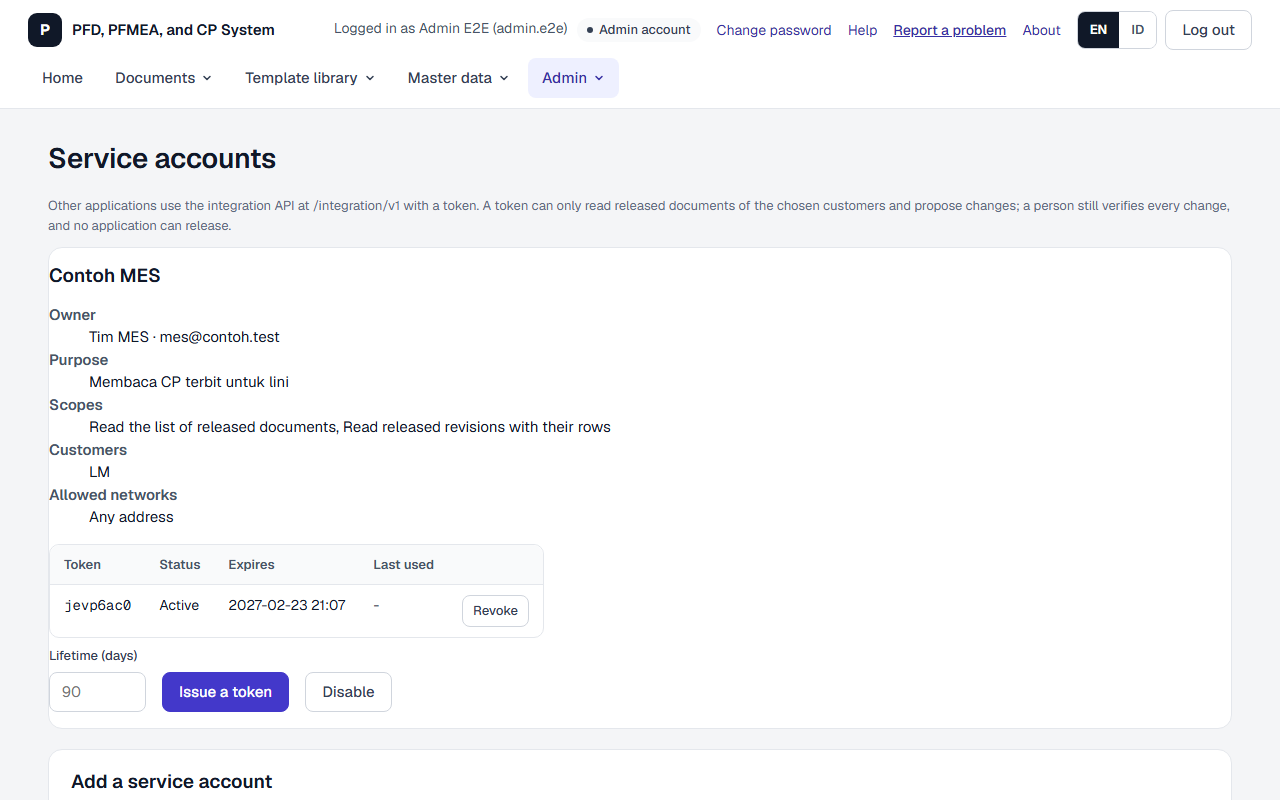 P PFD, PFMEA, and CP System Logged in as Admin E2E (admin.e2e) Admin account Change password Help Report a problem About EN ID Log out
Home Documents Template library Master data Admin
Service accounts
Other applications use the integration API at /integration/v1 with a token. A token can only read released documents of the chosen customers and propose changes; a person still verifies every change,
and no application can release.
Contoh MES
Owner
Tim MES · mes@contoh.test
Purpose
Membaca CP terbit untuk lini
Scopes
Read the list of released documents, Read released revisions with their rows
Customers
LM
Allowed networks
Any address
Token Status Expires Last used
jevp6ac0 Active 2027-02-23 21:07 - Revoke
Lifetime (days)
90 Issue a token Disable
Add a service account